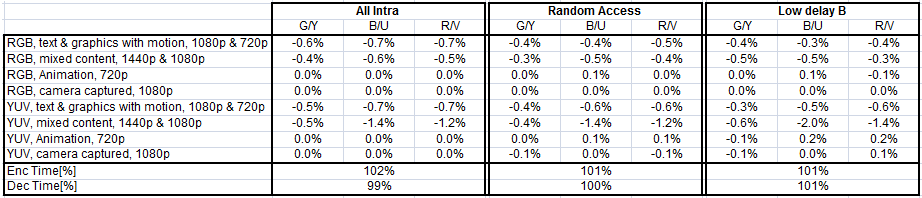 All Intra Random Access Low delay B
G/Y B/U R/V G/Y B/U R/V G/Y B/U R/V
RGB, text & graphics with motion, 1080p & 720p -0.6% -0.7% -0.7% -0.4% -0.4% -0.5% -0.4% -0.3% -0.4%
RGB, mixed content, 1440p & 1080p -0.4% -0.6% -0.5% -0.3% -0.5% -0.4% -0.5% -0.5% -0.3%
RGB, Animation, 720p 0.0% 0.0% 0.0% 0.0% 0.1% 0.0% 0.0% 0.1% -0.1%
RGB, camera captured, 1080p 0.0% 0.0% 0.0% 0.0% 0.0% 0.0% 0.0% 0.0% 0.0%
YUV, text & graphics with motion, 1080p & 720p -0.5% -0.7% -0.7% -0.4% -0.6% -0.6% -0.3% -0.5% -0.6%
YUV, mixed content, 1440p & 1080p -0.5% -1.4% -1.2% -0.4% -1.4% -1.2% -0.6% -2.0% -1.4%
YUV, Animation, 720p 0.0% 0.0% 0.0% 0.0% 0.1% 0.1% -0.1% 0.2% 0.2%
YUV, camera captured, 1080p 0.0% 0.0% 0.0% -0.1% 0.0% -0.1% -0.1% 0.0% 0.1%
Enc Time[%] 102% 101% 101%
Dec Time[%] 99% 100% 101%